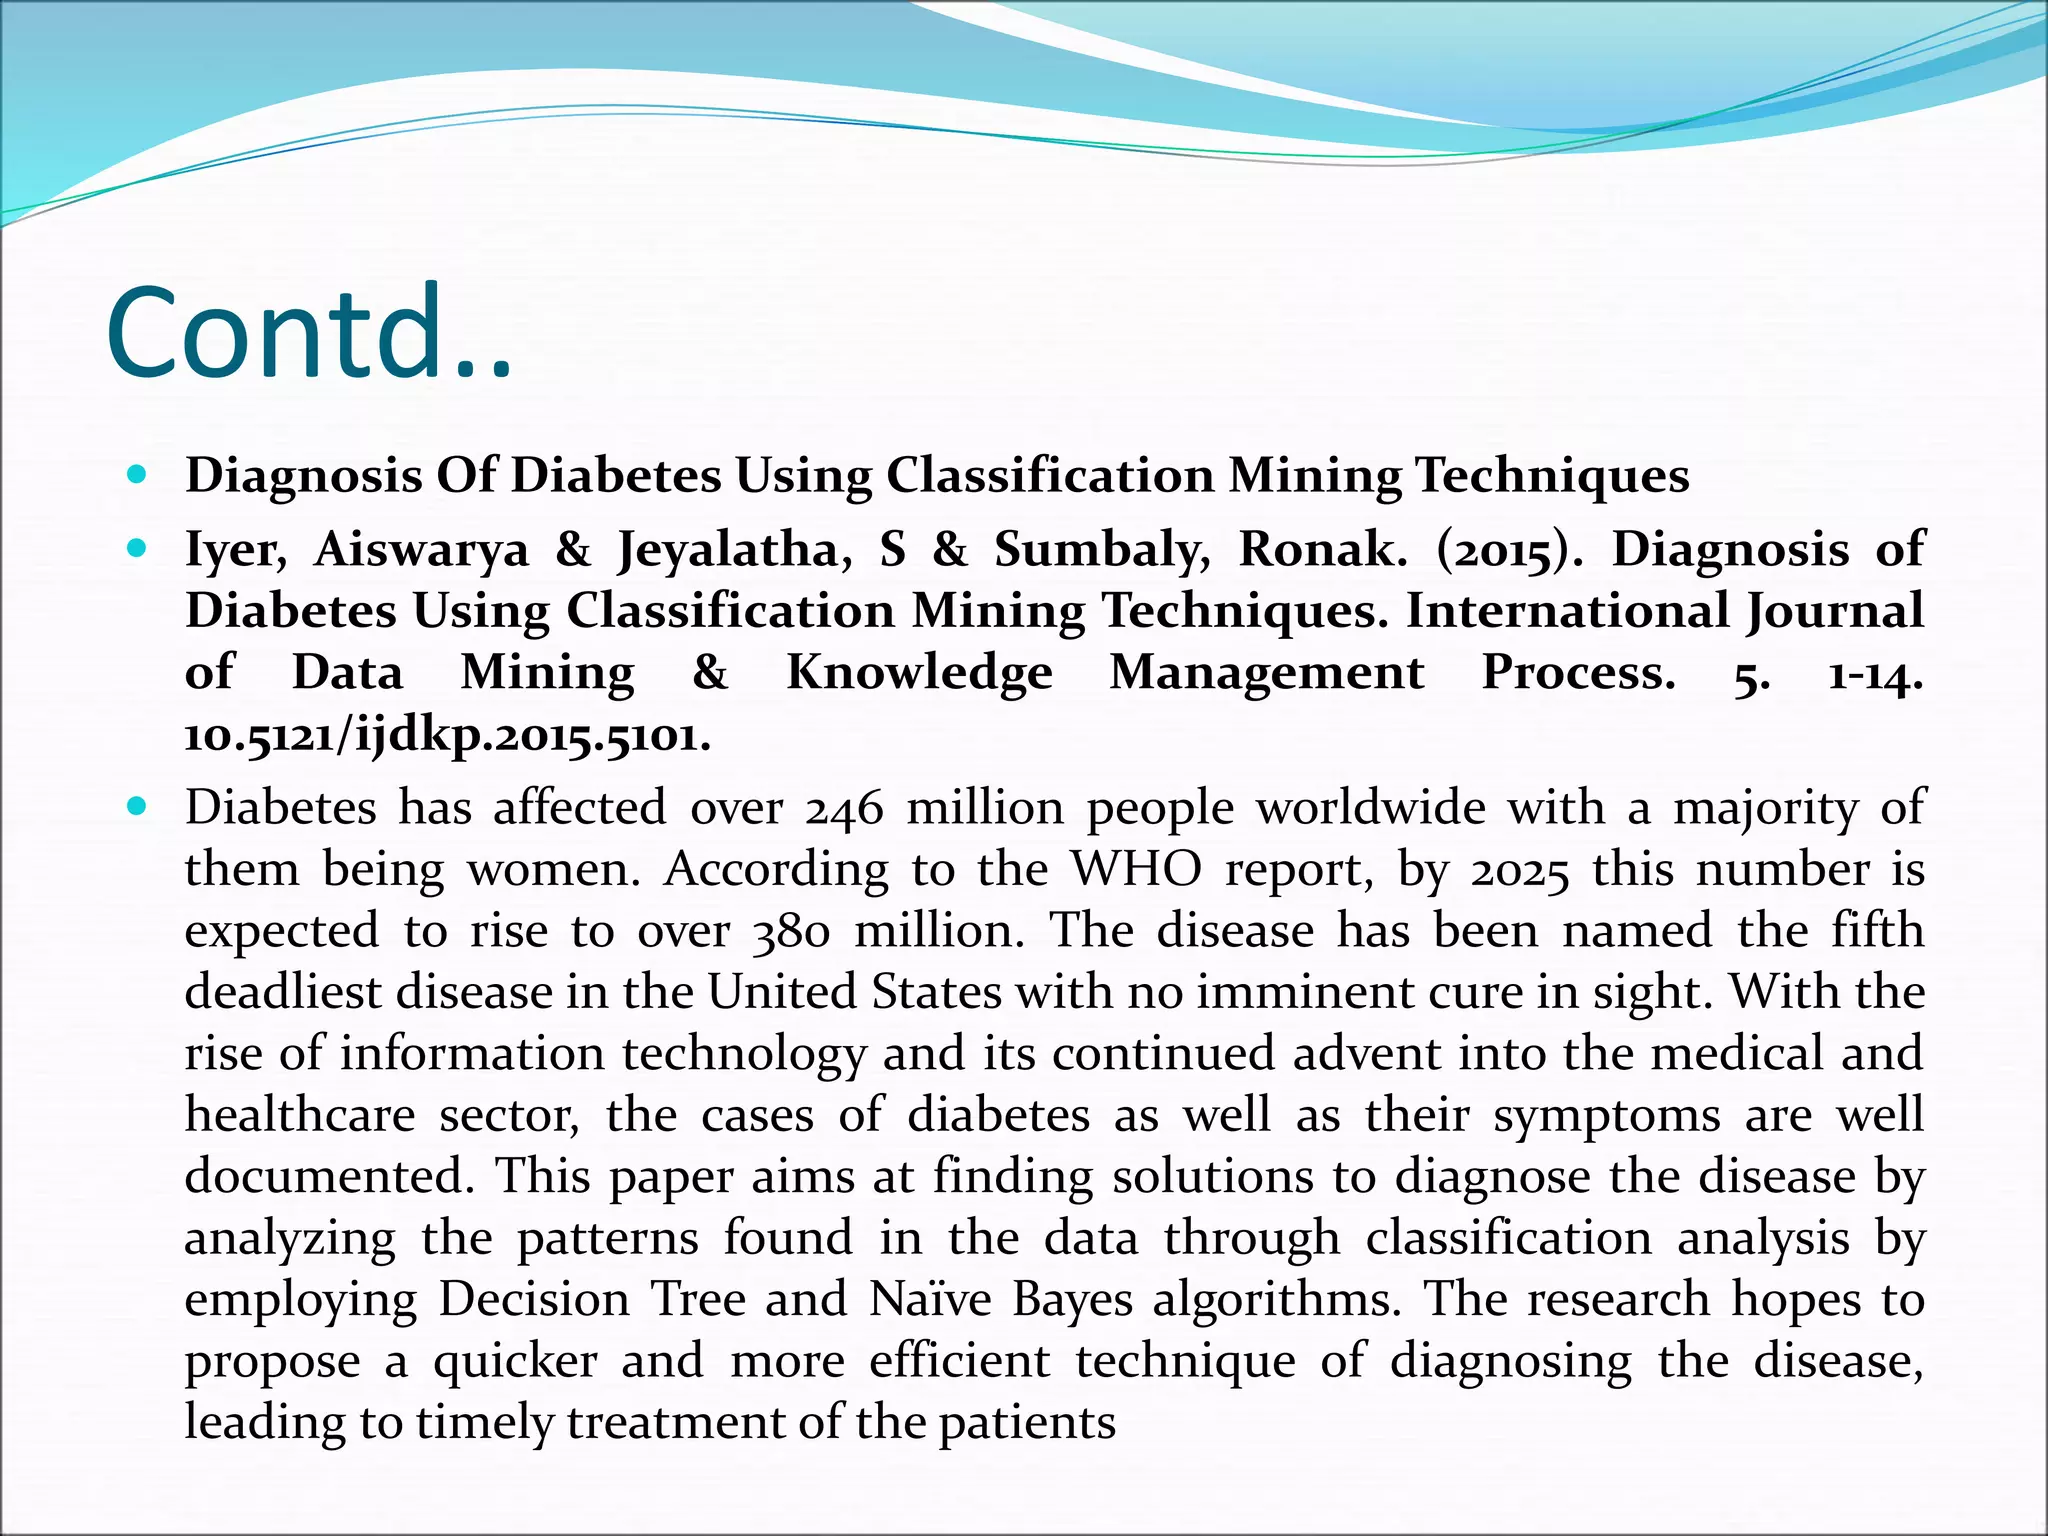 Contd..
• Diagnosis Of Diabetes Using Classification Mining Techniques
• Iyer, Aiswarya & Jeyalatha, S & Sumbaly, Ronak. (2015). Diagnosis of
Diabetes Using Classification Mining Techniques. International Journal
of Data Mining & Knowledge Management Process. 5. 1-14.
10.5121/ijdkp.2015.5101.
• Diabetes has affected over 246 million people worldwide with a majority of
them being women. According to the WHO report, by 2025 this number is
expected to rise to over 380 million. The disease has been named the fifth
deadliest disease in the United States with no imminent cure in sight. With the
rise of information technology and its continued advent into the medical and
healthcare sector, the cases of diabetes as well as their symptoms are well
documented. This paper aims at finding solutions to diagnose the disease by
analyzing the patterns found in the data through classification analysis by
employing Decision Tree and Naïve Bayes algorithms. The research hopes to
propose a quicker and more efficient technique of diagnosing the disease,
leading to timely treatment of the patients